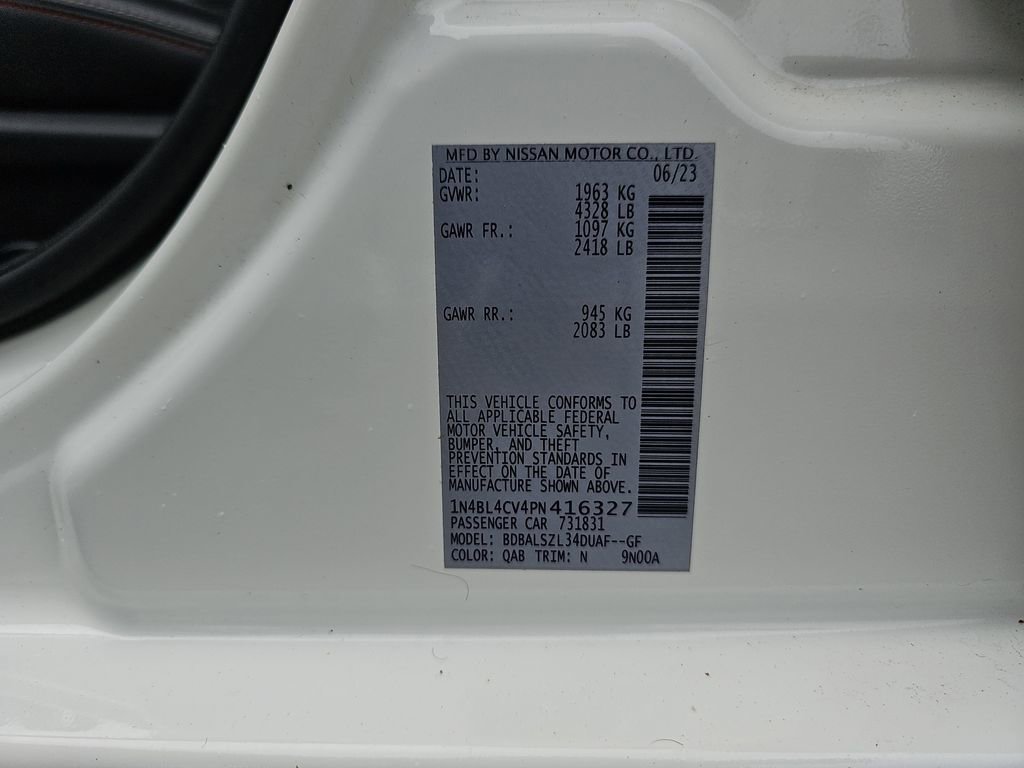 MFD BY NISSAN MOTOR CO., LTD.
DATE: 06/23
GVWR: 1963 KG
4328 LB
GAWR FR.: 1097 KG
2418 LB
GAWR RR.: 945 KG
2083 LB
THIS VEHICLE CONFORMS TO
ALL APPLICABLE FEDERAL
MOTOR VEHICLE SAFETY,
BUMPER, AND THEFT
PREVENTION STANDARDS IN
EFFECT ON THE DATE OF
MANUFACTURE SHOWN ABOVE.
1N4BL4CV4PN416327
PASSENGER CAR 731831
MODEL: BDBALSZL34DUAF--GF
COLOR: QAB TRIM: N 9N00A